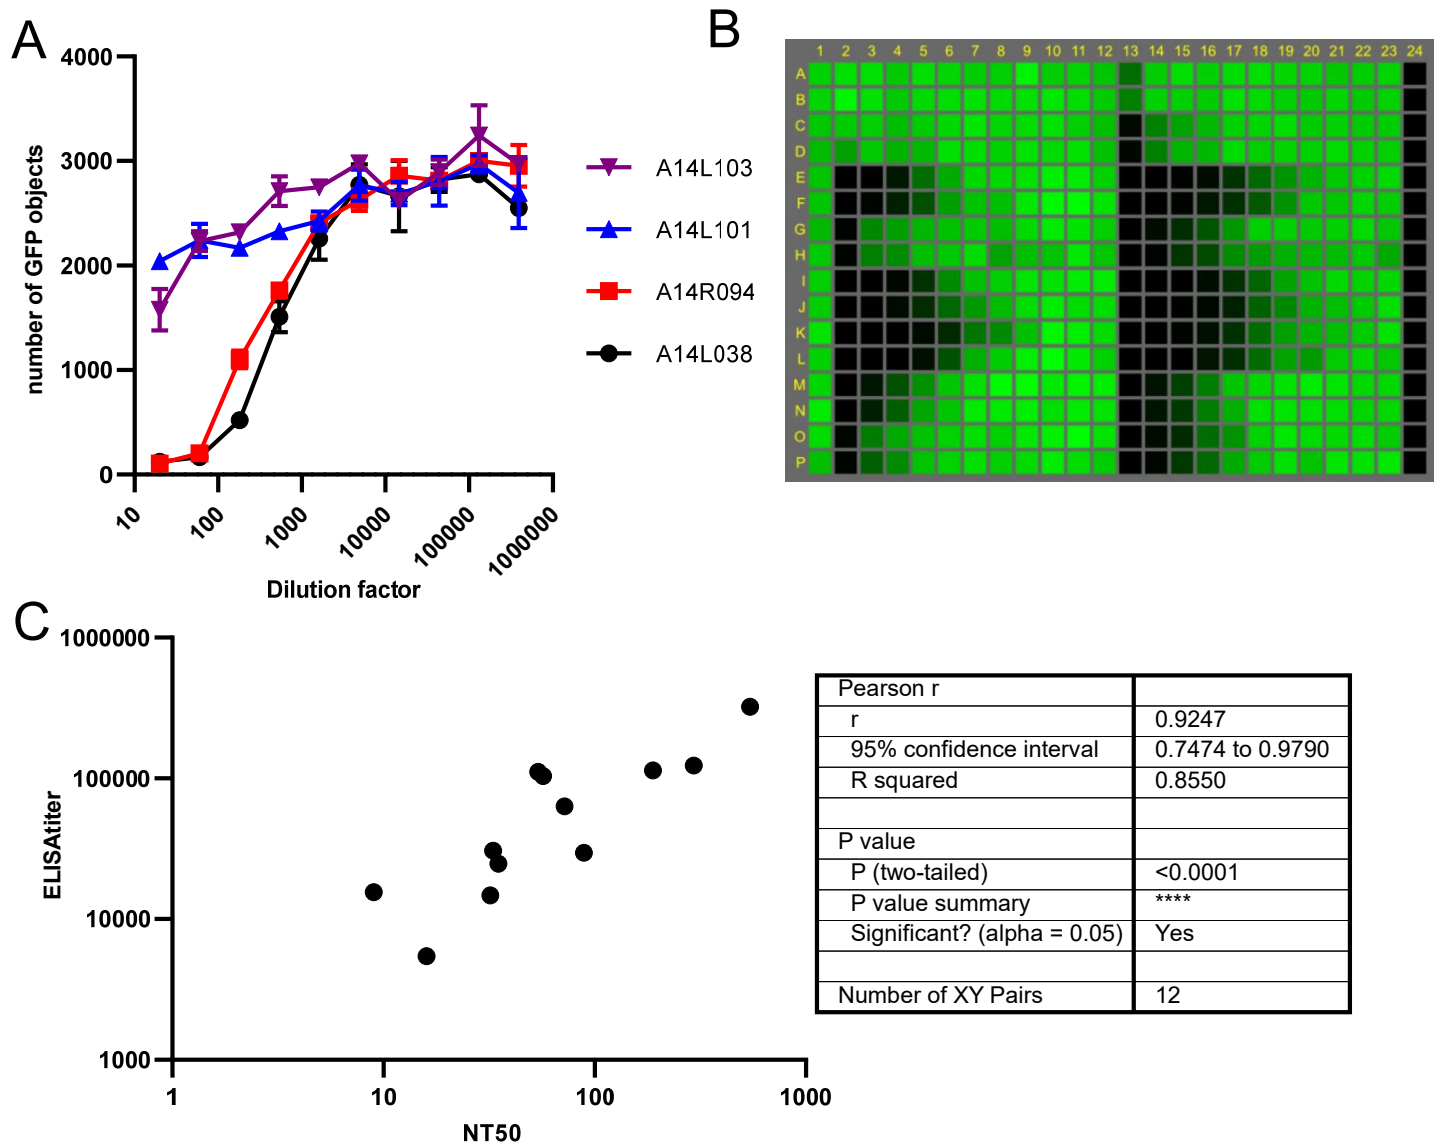 A
4000
3000
2000
1000
0
number of GFP objects
10
100
1000
10000
100000
1000000
Dilution factor
A14L103
A14L101
A14R094
A14L038
B
1 2 3 4 5 6 7 8 9 10 11 12 13 14 15 16 17 18 19 20 21 22 23 24
A
B
C
D
E
F
G
H
I
J
K
L
M
N
O
P
C
1000000
100000
10000
1000
ELISAtiter
1 10 100 1000
NT50
Pearson r
r 0.9247
95% confidence interval 0.7474 to 0.9790
R squared 0.8550
P value
P (two-tailed) <0.0001
P value summary ****
Significant? (alpha = 0.05) Yes
Number of XY Pairs 12